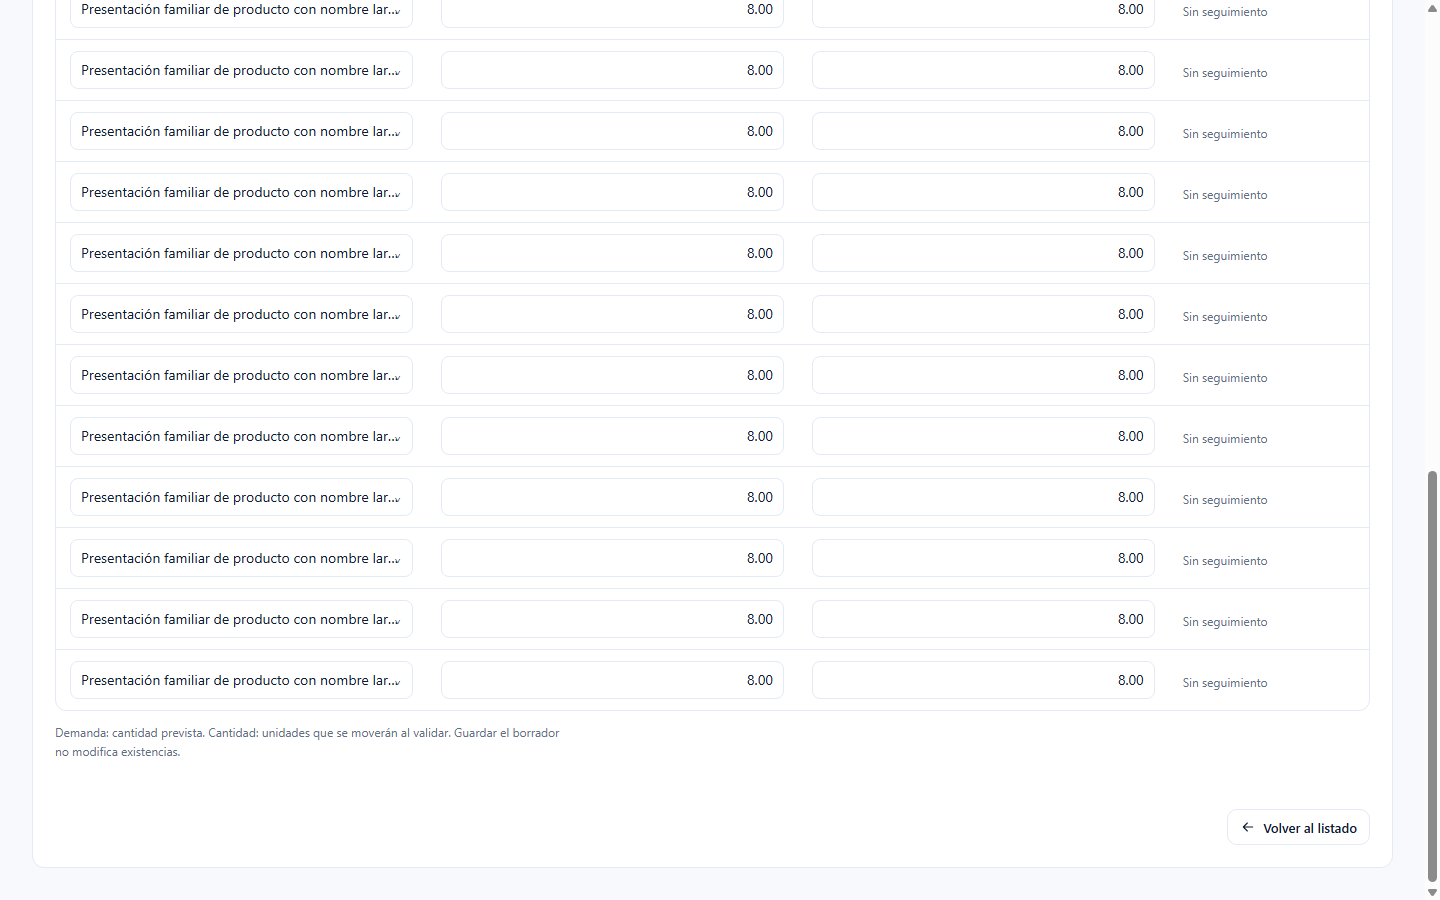 Presentación familiar de producto con nombre lar... 8.00 8.00 Sin seguimiento
Presentación familiar de producto con nombre lar... 8.00 8.00 Sin seguimiento
Presentación familiar de producto con nombre lar... 8.00 8.00 Sin seguimiento
Presentación familiar de producto con nombre lar... 8.00 8.00 Sin seguimiento
Presentación familiar de producto con nombre lar... 8.00 8.00 Sin seguimiento
Presentación familiar de producto con nombre lar... 8.00 8.00 Sin seguimiento
Presentación familiar de producto con nombre lar... 8.00 8.00 Sin seguimiento
Presentación familiar de producto con nombre lar... 8.00 8.00 Sin seguimiento
Presentación familiar de producto con nombre lar... 8.00 8.00 Sin seguimiento
Presentación familiar de producto con nombre lar... 8.00 8.00 Sin seguimiento
Presentación familiar de producto con nombre lar... 8.00 8.00 Sin seguimiento
Presentación familiar de producto con nombre lar... 8.00 8.00 Sin seguimiento
Demanda: cantidad prevista. Cantidad: unidades que se moverán al validar. Guardar el borrador
no modifica existencias.
Volver al listado